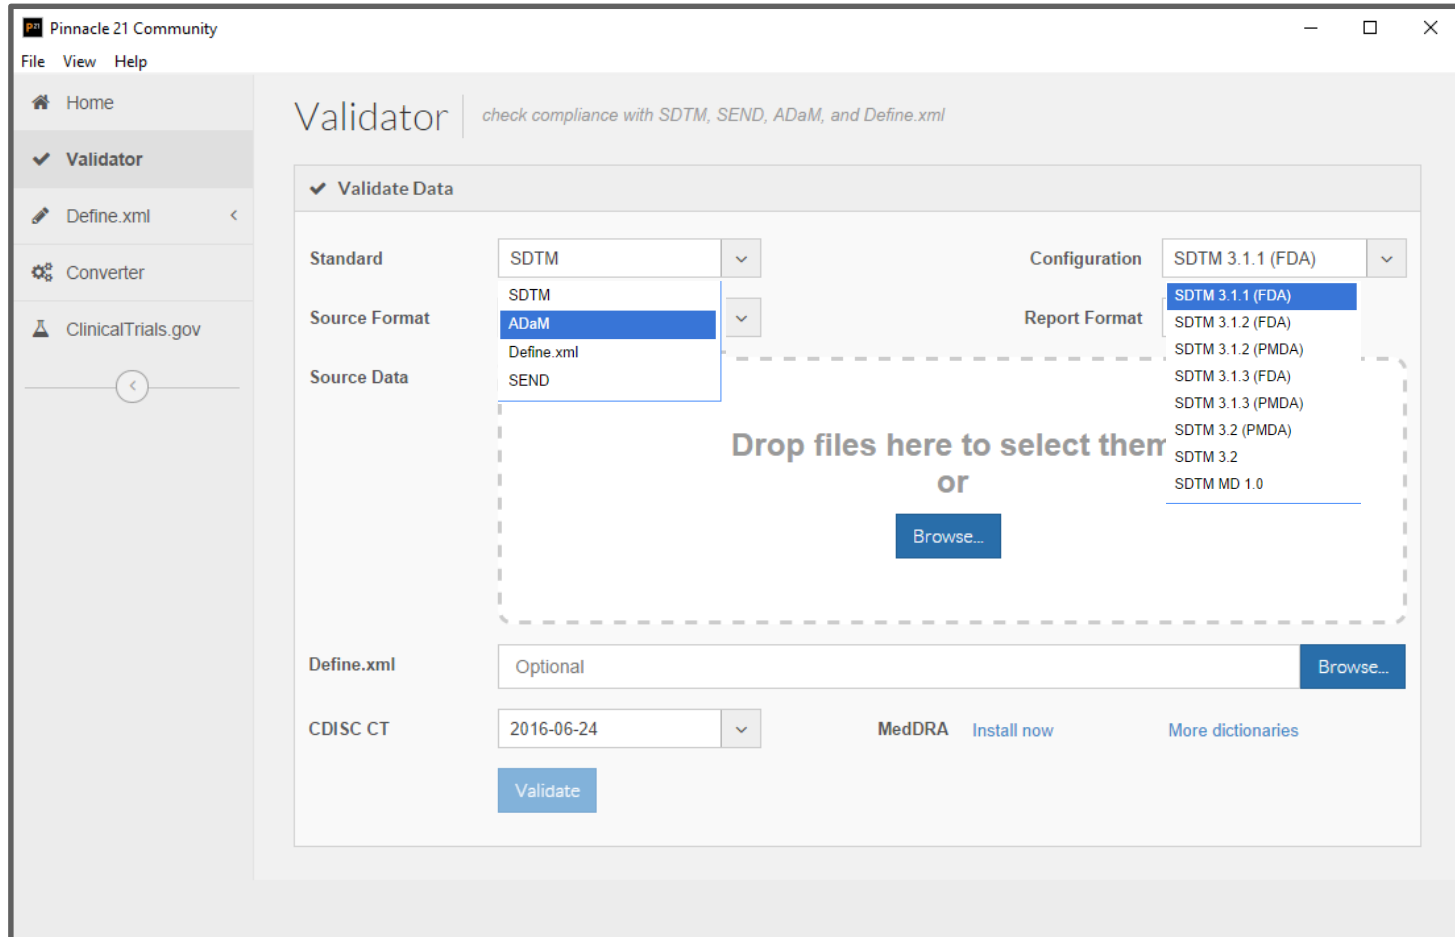 P21 Pinnacle 21 Community
File View Help
Home
Validator
Define.xml
Converter
ClinicalTrials.gov
Validator check compliance with SDTM, SEND, ADaM, and Define.xml
Validate Data
Standard SDTM Configuration SDTM 3.1.1 (FDA)
SDTM
ADaM
Define.xml
SEND
SDTM 3.1.1 (FDA)
SDTM 3.1.2 (FDA)
SDTM 3.1.2 (PMDA)
SDTM 3.1.3 (FDA)
SDTM 3.1.3 (PMDA)
SDTM 3.2 (PMDA)
SDTM 3.2
SDTM MD 1.0
Source Format Report Format
Source Data
Drop files here to select them
or
Browse...
Define.xml Optional Browse...
CDISC CT 2016-06-24 MedDRA Install now More dictionaries
Validate